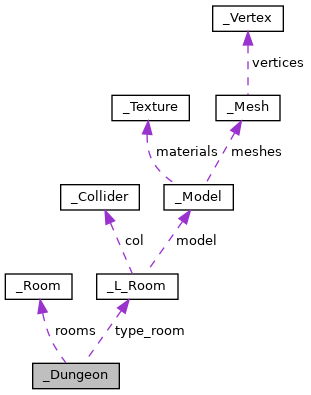 _Vertex
vertices
_Texture
_Mesh
materials
meshes
_Collider
_Model
col
model
_Room
_L_Room
rooms
type_room
_Dungeon